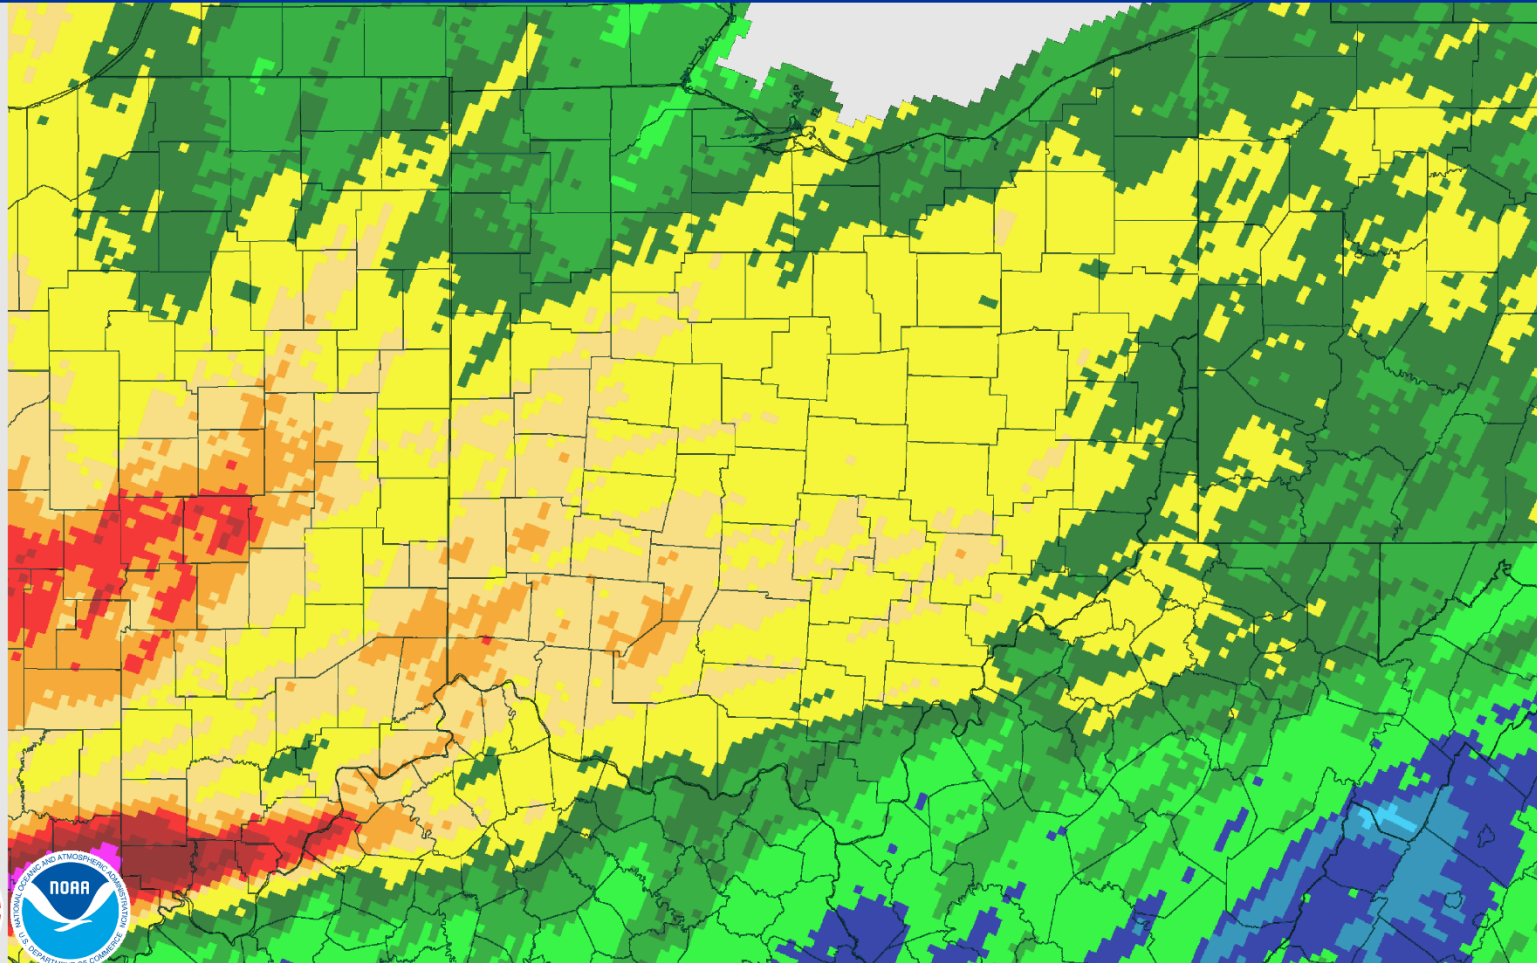 NATIONAL OCEANIC AND ATMOSPHERIC ADMINISTRATION
NOAA
U.S. DEPARTMENT OF COMMERCE